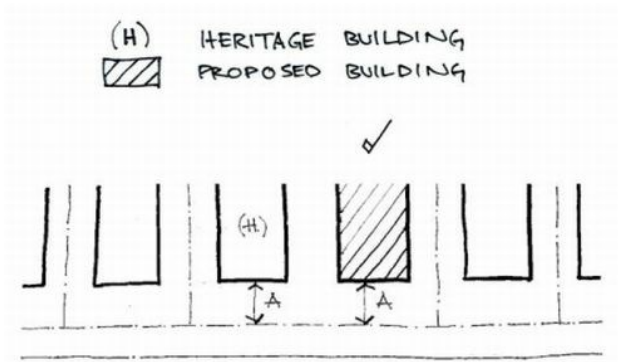 (H) HERITAGE BUILDING
PROPOSED BUILDING
(H)
A A